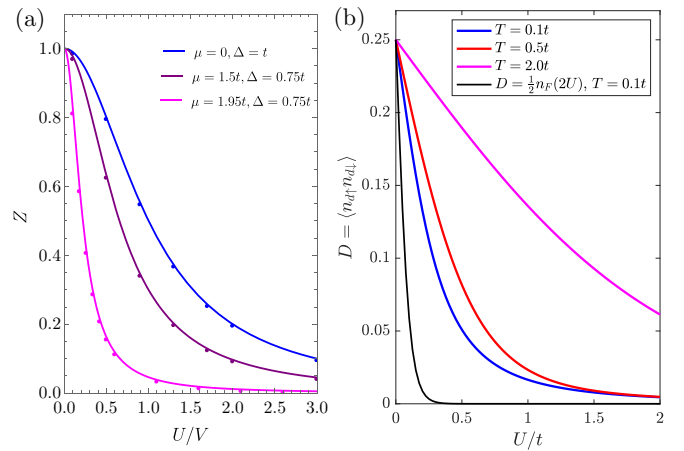 (a)
1.0
0.8
0.6
0.4
0.2
0.0
Z
0.0 0.5 1.0 1.5 2.0 2.5 3.0
U/V
μ = 0, Δ = t
μ = 1.5t, Δ = 0.75t
μ = 1.95t, Δ = 0.75t
(b)
0.25
0.2
0.15
0.1
0.05
0
D = ⟨n_{d↑} n_{d↓}⟩
0 0.5 1 1.5 2
U/t
T = 0.1t
T = 0.5t
T = 2.0t
D = ½n_F(2U), T = 0.1t